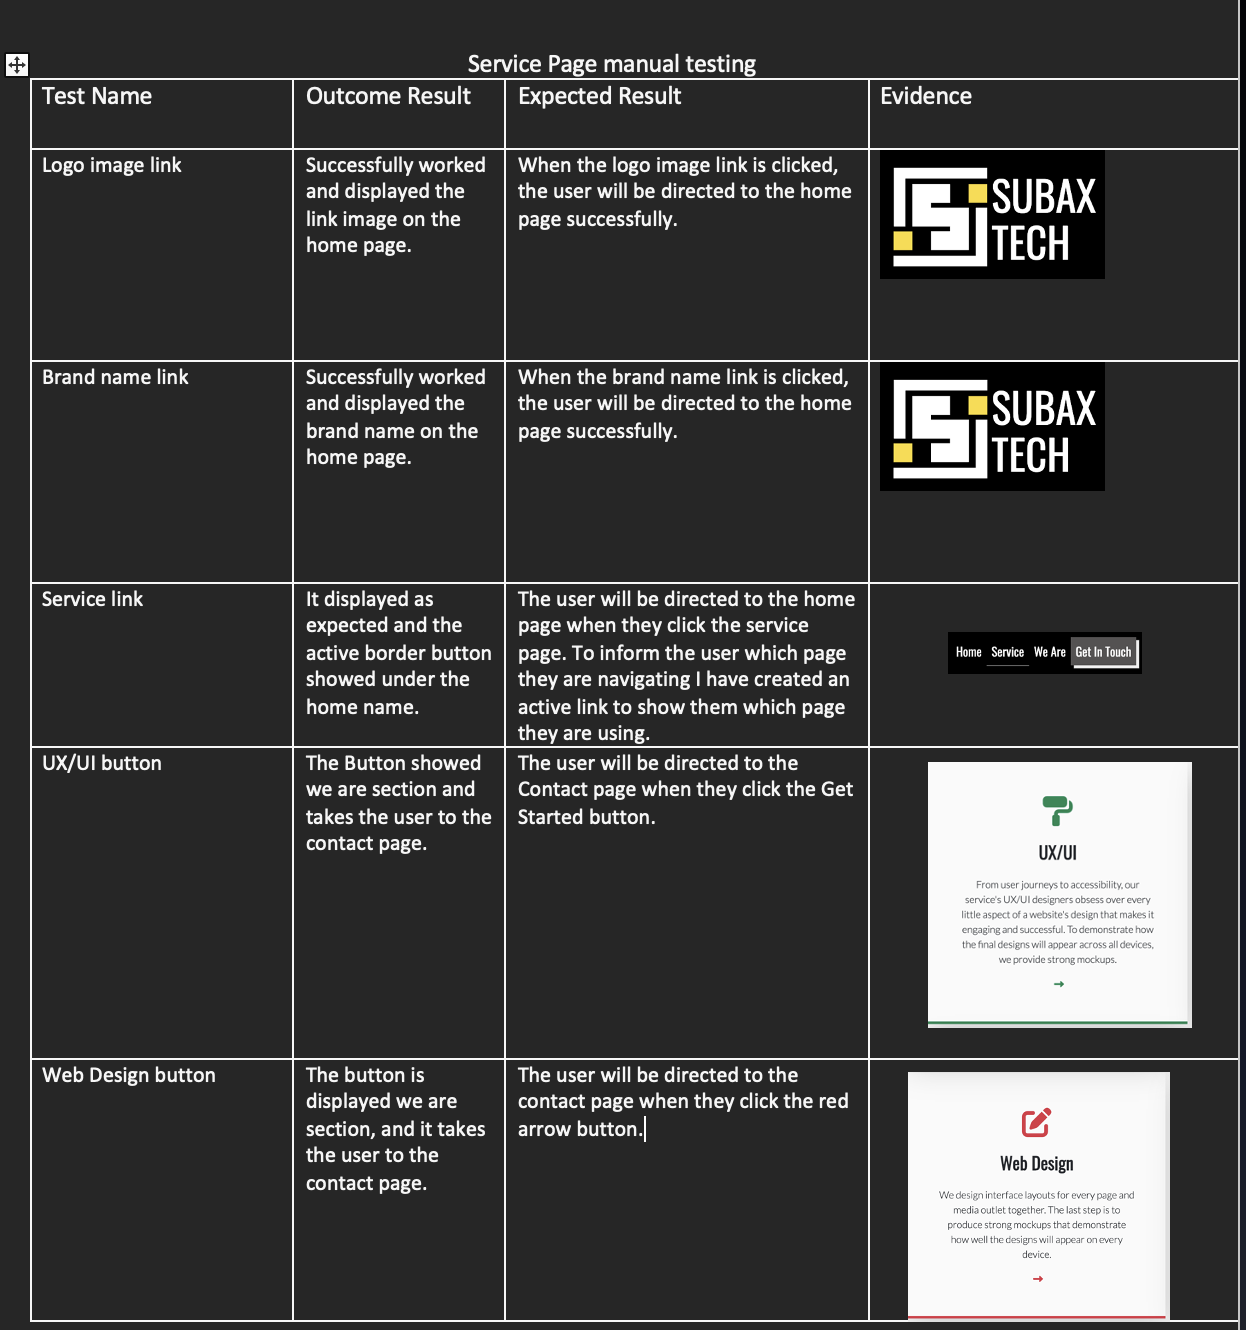 Service Page manual testing
Test Name
Outcome Result
Expected Result
Evidence
Logo image link
Successfully worked
and displayed the
link image on the
home page.
When the logo image link is clicked,
the user will be directed to the home
page successfully.
SUBAX
TECH
Brand name link
Successfully worked
and displayed the
brand name on the
home page.
When the brand name link is clicked,
the user will be directed to the home
page successfully.
SUBAX
TECH
Service link
It displayed as
expected and the
active border button
showed under the
home name.
The user will be directed to the home
page when they click the service
page. To inform the user which page
they are navigating I have created an
active link to show them which page
they are using.
Home Service We Are Get In Touch
UX/UI button
The Button showed
we are section and
takes the user to the
contact page.
The user will be directed to the
Contact page when they click the Get
Started button.
UX/UI
From user journeys to accessibility, our
service's UX/UI designers obsess over every
little aspect of a website's design that makes it
engaging and successful. To demonstrate how
the final designs will appear across all devices,
we provide strong mockups.
→
Web Design button
The button is
displayed we are
section, and it takes
the user to the
contact page.
The user will be directed to the
contact page when they click the red
arrow button.
Web Design
We design interface layouts for every page and
media outlet together. The last step is to
produce strong mockups that demonstrate
how well the designs will appear on every
device.
→